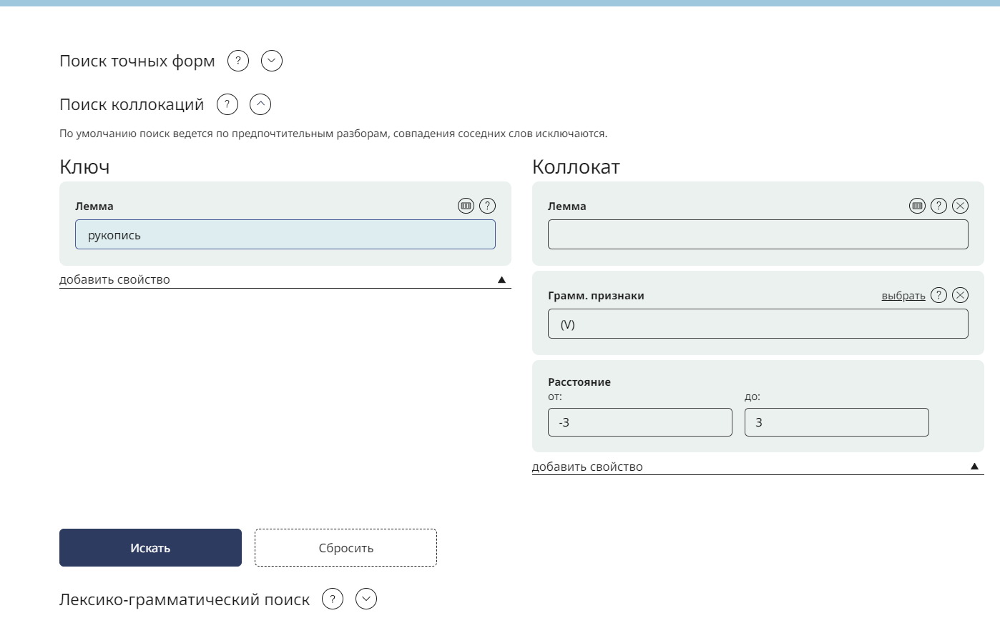 Поиск точных форм ?
Поиск коллокаций ?
По умолчанию поиск ведется по предпочтительным разборам, совпадения соседних слов исключаются.
Ключ
Лемма ?
рукопись
добавить свойство
Коллокат
Лемма ?
Грамм. признаки выбрать ?
(V)
Расстояние
от: до:
-3 3
добавить свойство
Искать Сбросить
Лексико-грамматический поиск ?